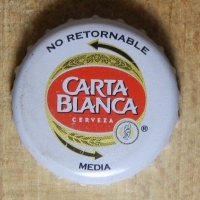 NO RETORNABLE
CARTA
BLANCA
CERVEZA
®
MEDIA